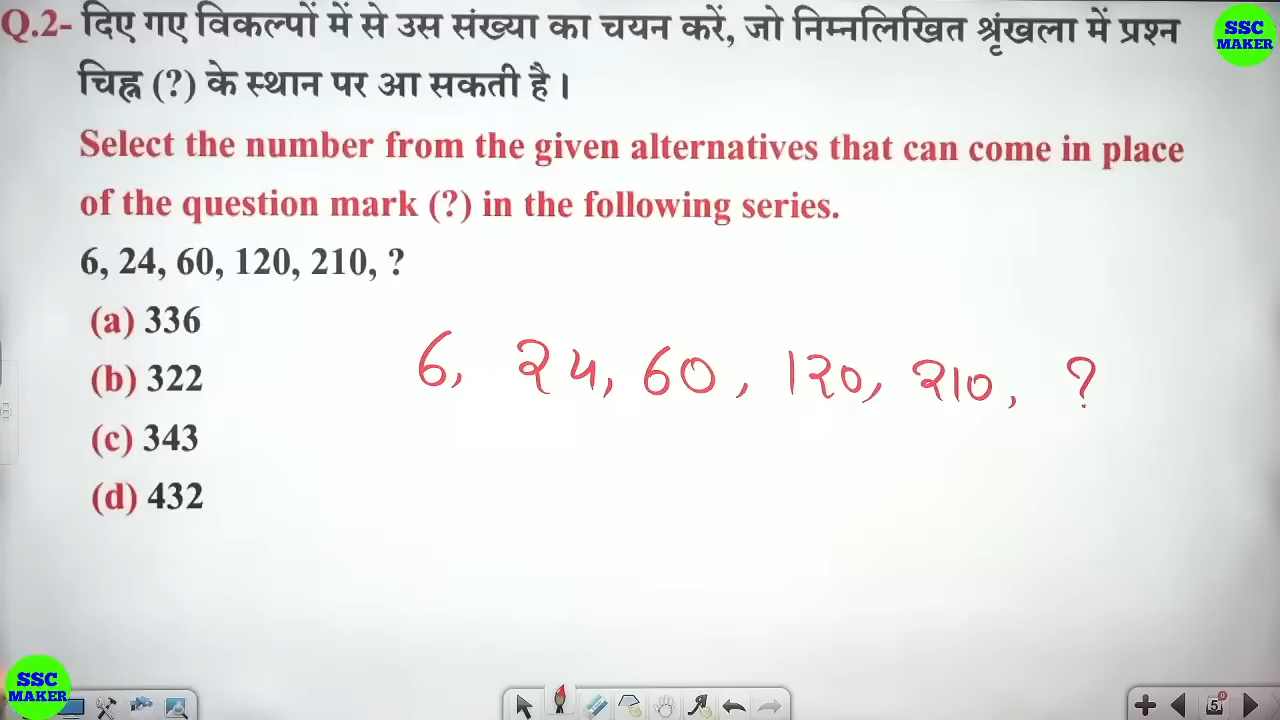 Q.2- दिए गए विकल्पों में से उस संख्या का चयन करें, जो निम्नलिखित श्रृंखला में प्रश्न
चिह्न (?) के स्थान पर आ सकती है।
Select the number from the given alternatives that can come in place
of the question mark (?) in the following series.
6, 24, 60, 120, 210, ?
(a) 336
(b) 322
(c) 343
(d) 432
6, 24, 60, 120, 210, ?
SSC
MAKER
SSC
MAKER